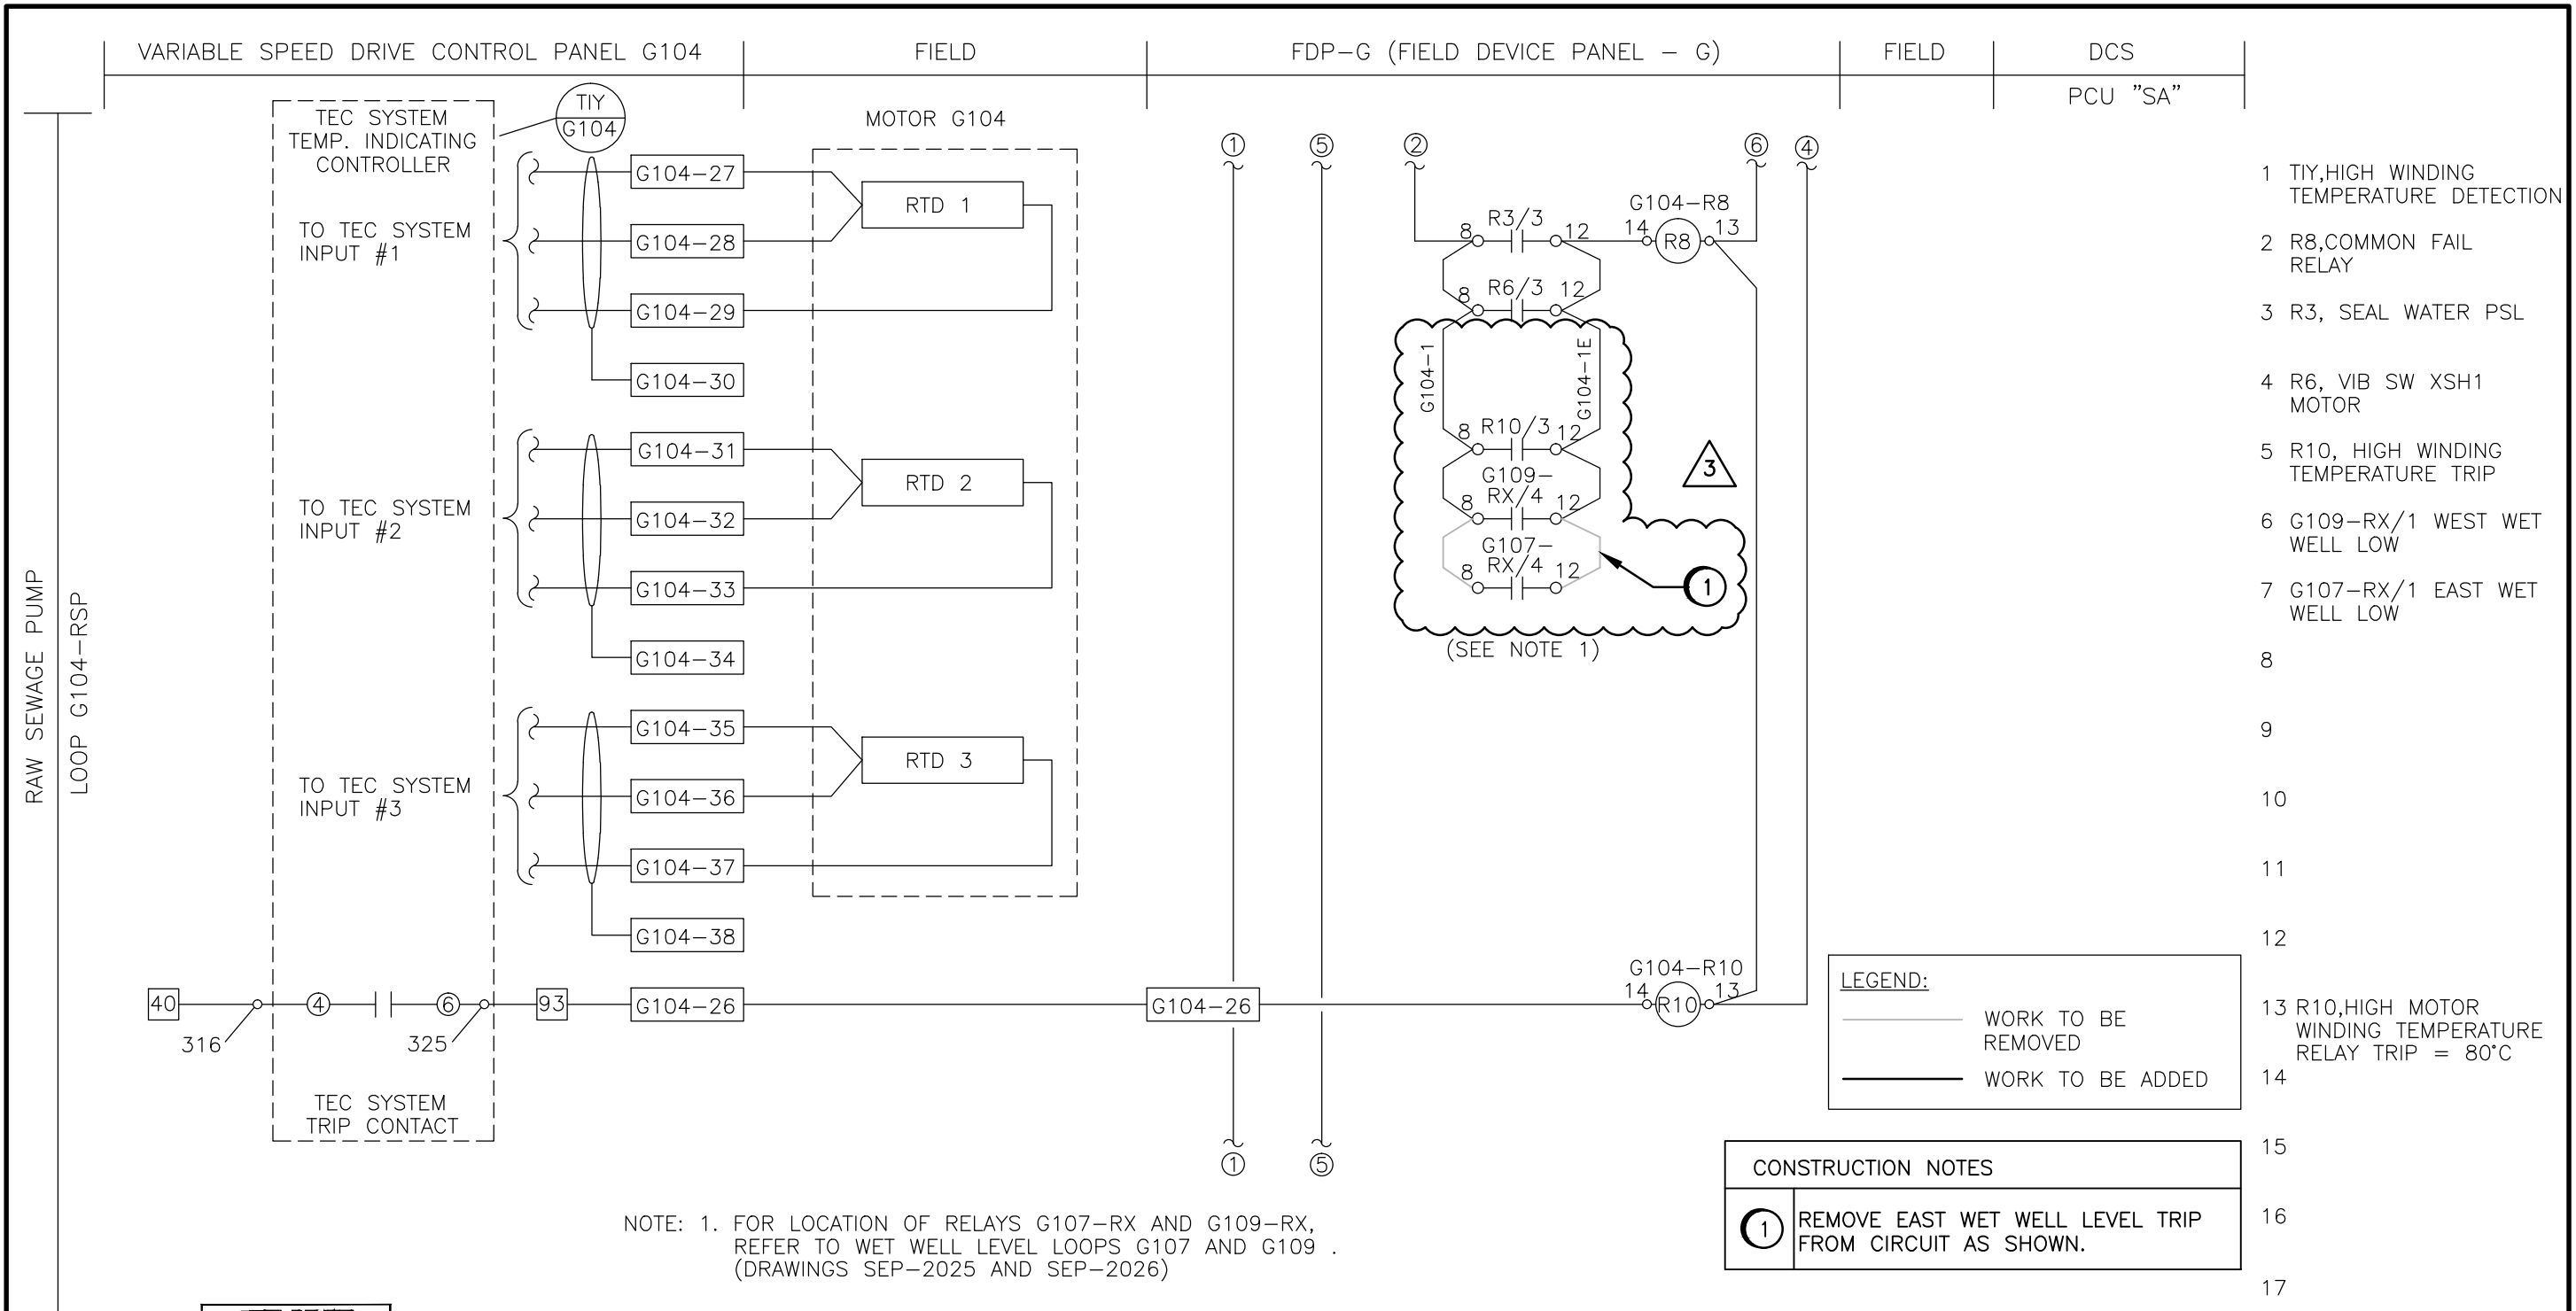 VARIABLE SPEED DRIVE CONTROL PANEL G104
FIELD
FDP-G (FIELD DEVICE PANEL - G)
FIELD
DCS
PCU "SA"
RAW SEWAGE PUMP
LOOP G104-RSP
TEC SYSTEM
TEMP. INDICATING
CONTROLLER
TIY
G104
MOTOR G104
TO TEC SYSTEM
INPUT #1
G104-27
G104-28
G104-29
G104-30
RTD 1
TO TEC SYSTEM
INPUT #2
G104-31
G104-32
G104-33
G104-34
RTD 2
TO TEC SYSTEM
INPUT #3
G104-35
G104-36
G104-37
G104-38
RTD 3
40
316
4
6
325
93
G104-26
G104-26
TEC SYSTEM
TRIP CONTACT
1
5
2
6
4
R3/3
8
12
G104-R8
14
R8
13
R6/3
8
12
G104-1
G104-1E
R10/3
8
12
G109-
RX/4
8
12
G107-
RX/4
8
12
1
3
(SEE NOTE 1)
G104-R10
14
R10
13
1
5
1 TIY,HIGH WINDING
TEMPERATURE DETECTION
2 R8,COMMON FAIL
RELAY
3 R3, SEAL WATER PSL
4 R6, VIB SW XSH1
MOTOR
5 R10, HIGH WINDING
TEMPERATURE TRIP
6 G109-RX/1 WEST WET
WELL LOW
7 G107-RX/1 EAST WET
WELL LOW
8
9
10
11
12
13 R10,HIGH MOTOR
WINDING TEMPERATURE
RELAY TRIP = 80°C
14
15
16
17
LEGEND:
WORK TO BE
REMOVED
WORK TO BE ADDED
CONSTRUCTION NOTES
1 REMOVE EAST WET WELL LEVEL TRIP
FROM CIRCUIT AS SHOWN.
NOTE: 1. FOR LOCATION OF RELAYS G107-RX AND G109-RX,
REFER TO WET WELL LEVEL LOOPS G107 AND G109 .
(DRAWINGS SEP-2025 AND SEP-2026)